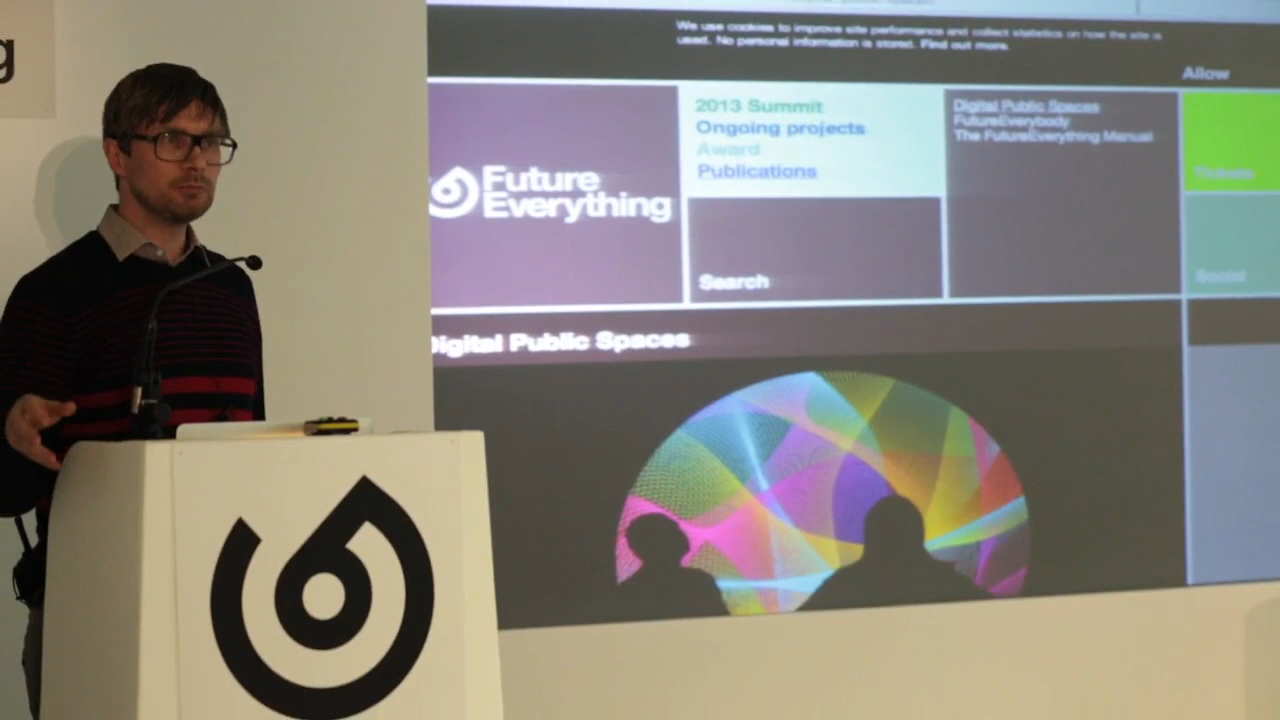 g
We use cookies to improve site performance and collect statistics on how the site is
used. No personal information is stored. Find out more.
Allow
Future
Everything
2013 Summit
Ongoing projects
Award
Publications
Search
Digital Public Spaces
FutureEverybody
The FutureEverything Manual
Tickets
Social
Digital Public Spaces